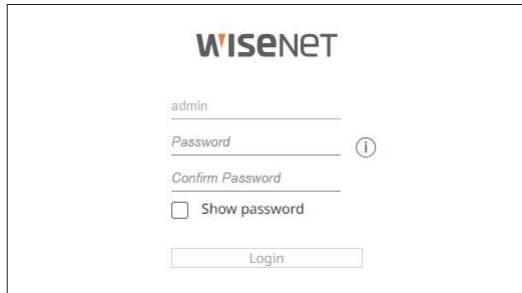 WISENET
admin
Password
i
Confirm Password
Show password
Login